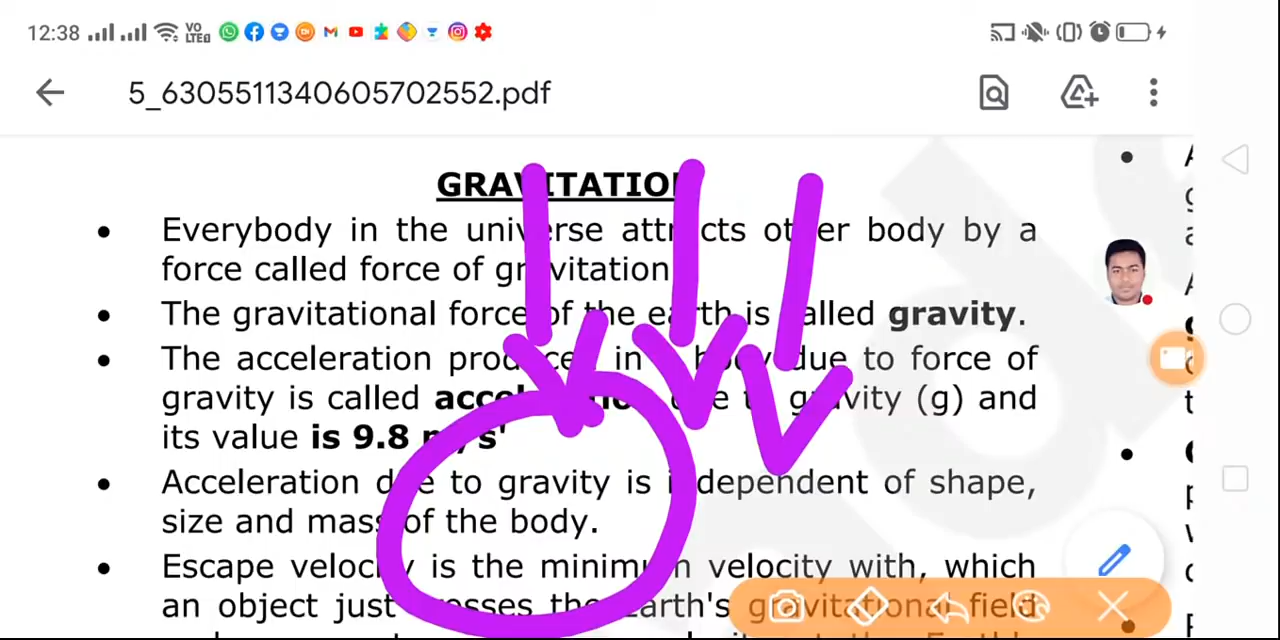 12:38
VO
LTE
5_6305511340605702552.pdf
GRAVITATION
Everybody in the universe attracts other body by a
force called force of gravitation
The gravitational force of the earth is called gravity.
The acceleration produced in a body due to force of
gravity is called acceleration due to gravity (g) and
its value is 9.8 m/s'
Acceleration due to gravity is independent of shape,
size and mass of the body.
Escape velocity is the minimum velocity with, which
an object just crosses the Earth's gravitational field